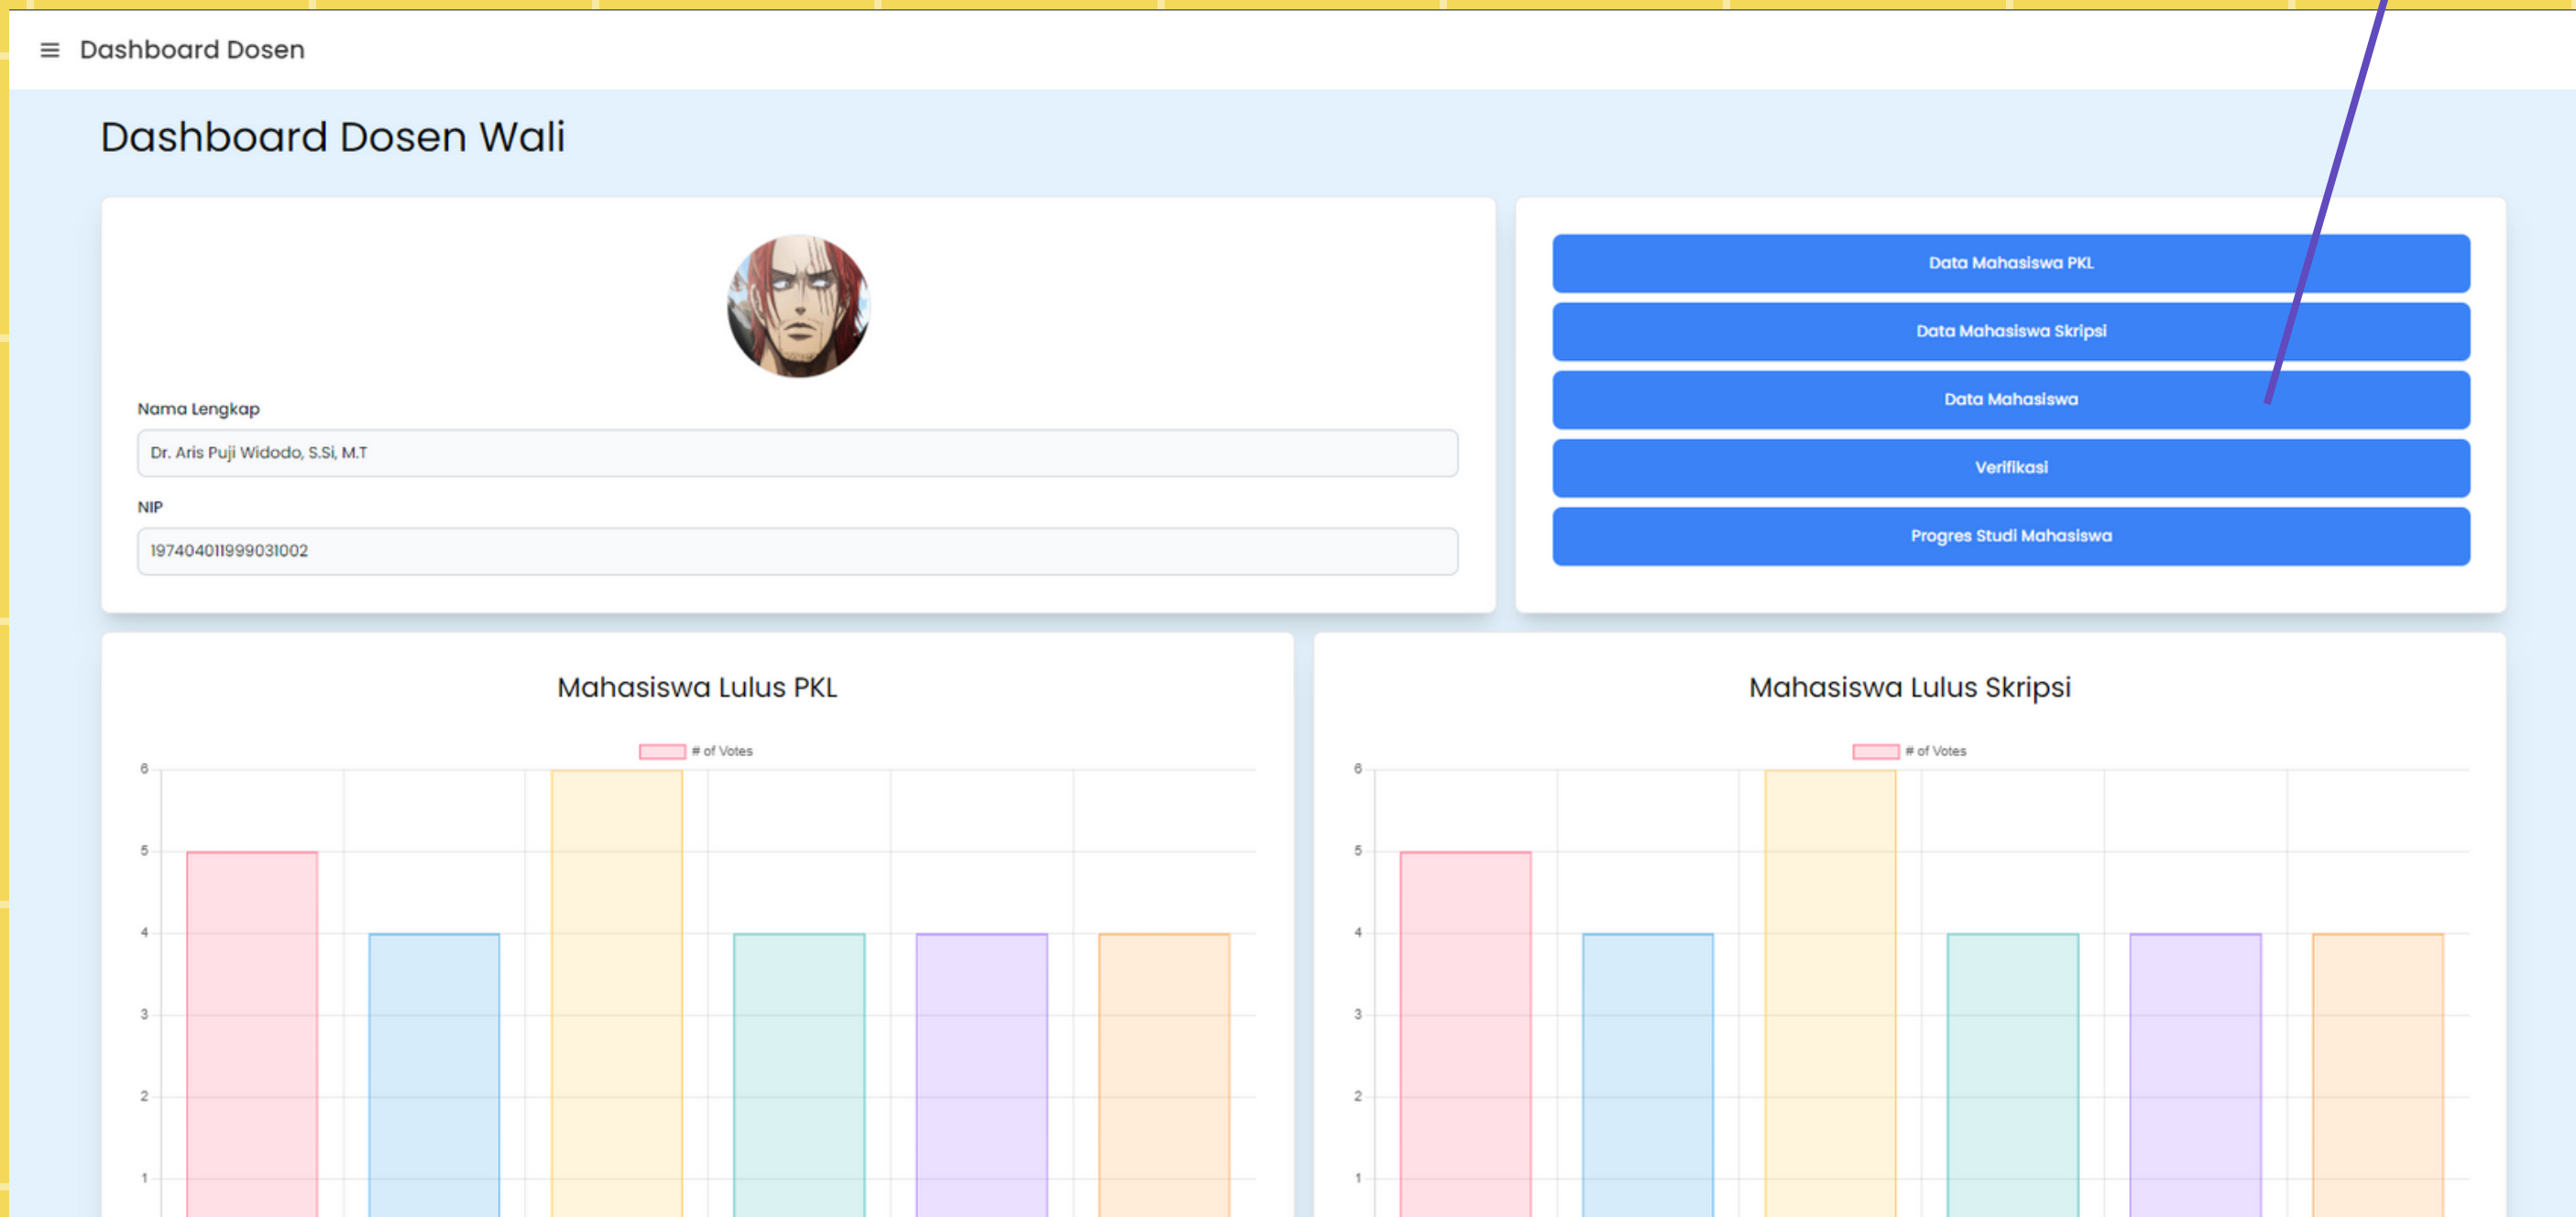 Dashboard Dosen
Dashboard Dosen Wali
Nama Lengkap
Dr. Aris Puji Widodo, S.Si, M.T
NIP
197404011999031002
Data Mahasiswa PKL
Data Mahasiswa Skripsi
Data Mahasiswa
Verifikasi
Progres Studi Mahasiswa
Mahasiswa Lulus PKL
# of Votes
6
5
4
3
2
1
Mahasiswa Lulus Skripsi
# of Votes
6
5
4
3
2
1